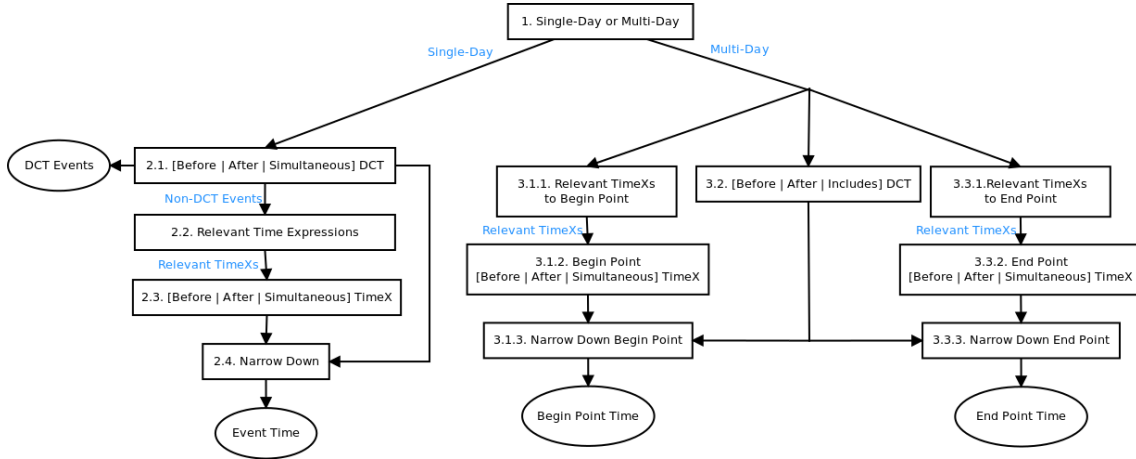 1. Single-Day or Multi-Day
Single-Day
Multi-Day
DCT Events
2.1. [Before | After | Simultaneous] DCT
Non-DCT Events
2.2. Relevant Time Expressions
Relevant TimeXs
2.3. [Before | After | Simultaneous] TimeX
2.4. Narrow Down
Event Time
3.1.1. Relevant TimeXs
to Begin Point
Relevant TimeXs
3.1.2. Begin Point
[Before | After | Simultaneous] TimeX
3.1.3. Narrow Down Begin Point
Begin Point Time
3.2. [Before | After | Includes] DCT
3.3.1.Relevant TimeXs
to End Point
Relevant TimeXs
3.3.2. End Point
[Before | After | Simultaneous] TimeX
3.3.3. Narrow Down End Point
End Point Time